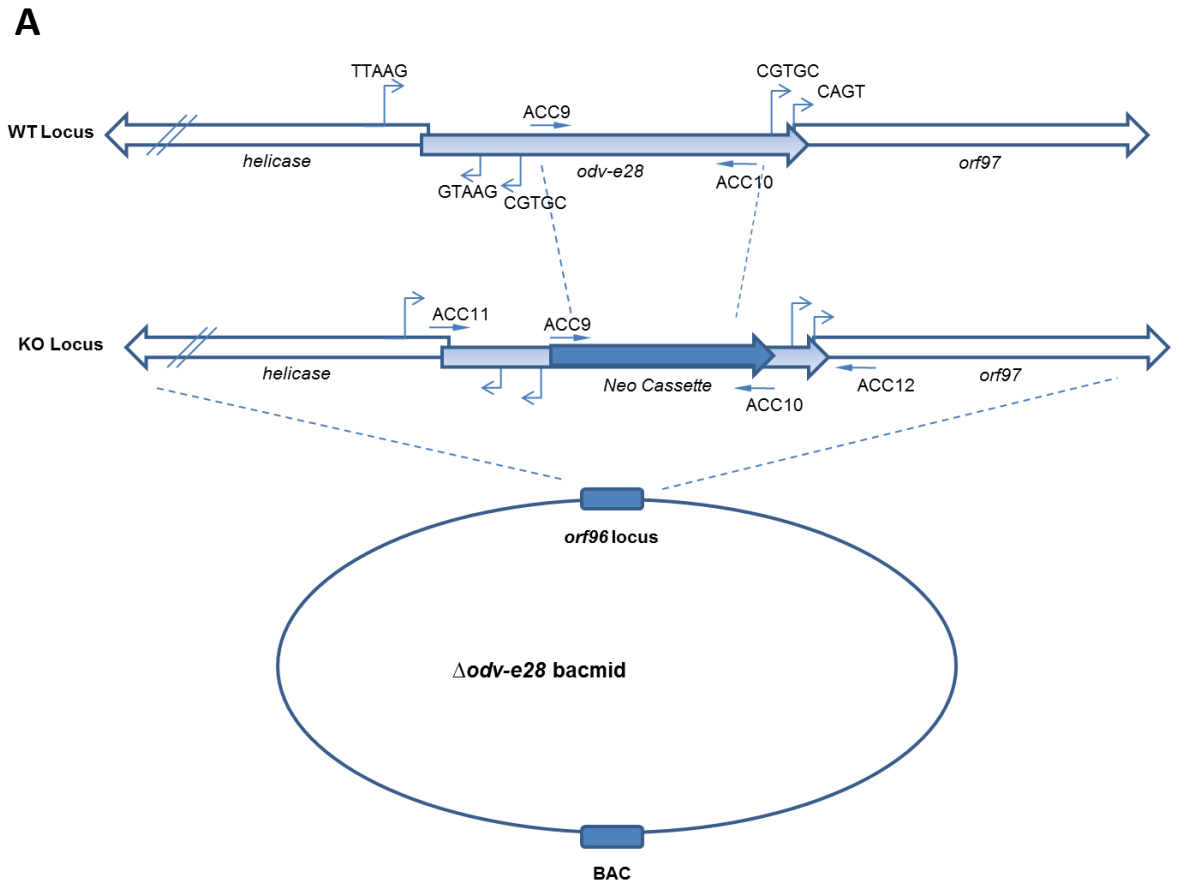 A
TTAAG
CGTGC
CAGT
ACC9
WT Locus
helicase
odv-e28
orf97
ACC10
GTAAG
CGTGC
ACC11
ACC9
KO Locus
helicase
Neo Cassette
orf97
ACC12
ACC10
orf96 locus
Δodv-e28 bacmid
BAC